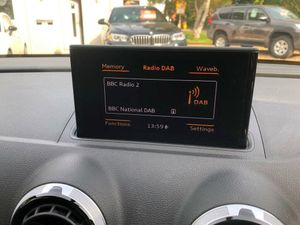 Memory Radio DAB Waveb.
BBC Radio 2
DAB
BBC National DAB
Functions 13:59 Settings